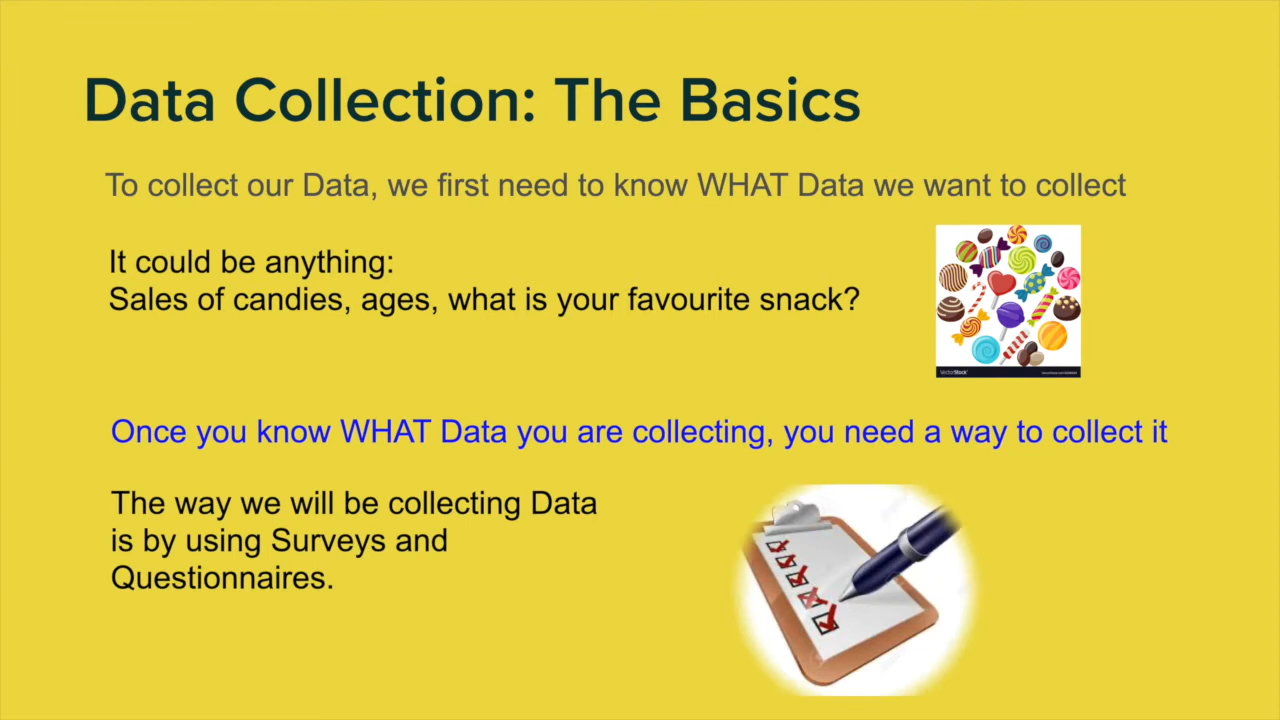 Data Collection: The Basics
To collect our Data, we first need to know WHAT Data we want to collect
It could be anything:
Sales of candies, ages, what is your favourite snack?
VectorStock
Once you know WHAT Data you are collecting, you need a way to collect it
The way we will be collecting Data
is by using Surveys and
Questionnaires.